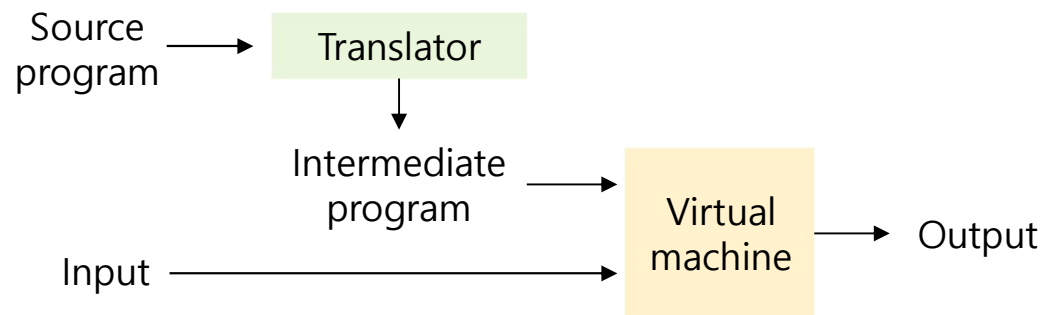 Source
program
Translator
Intermediate
program
Virtual
machine
Output
Input